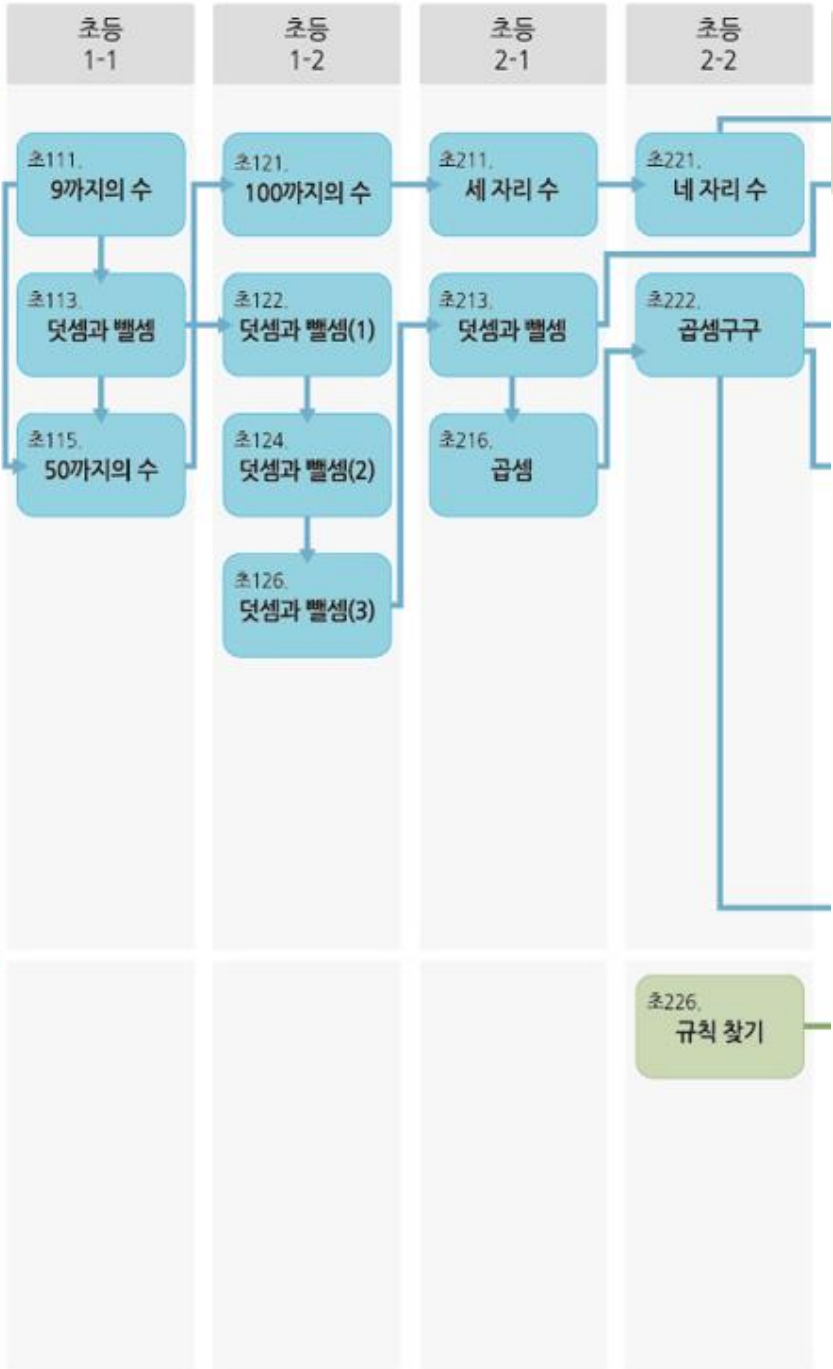 초등
1-1
초등
1-2
초등
2-1
초등
2-2
초111.
9까지의 수
초121.
100까지의 수
초211.
세 자리 수
초221.
네 자리 수
초113.
덧셈과 뺄셈
초122.
덧셈과 뺄셈(1)
초213.
덧셈과 뺄셈
초222.
곱셈구구
초115.
50까지의 수
초124.
덧셈과 뺄셈(2)
초216.
곱셈
초126.
덧셈과 뺄셈(3)
초226.
규칙 찾기